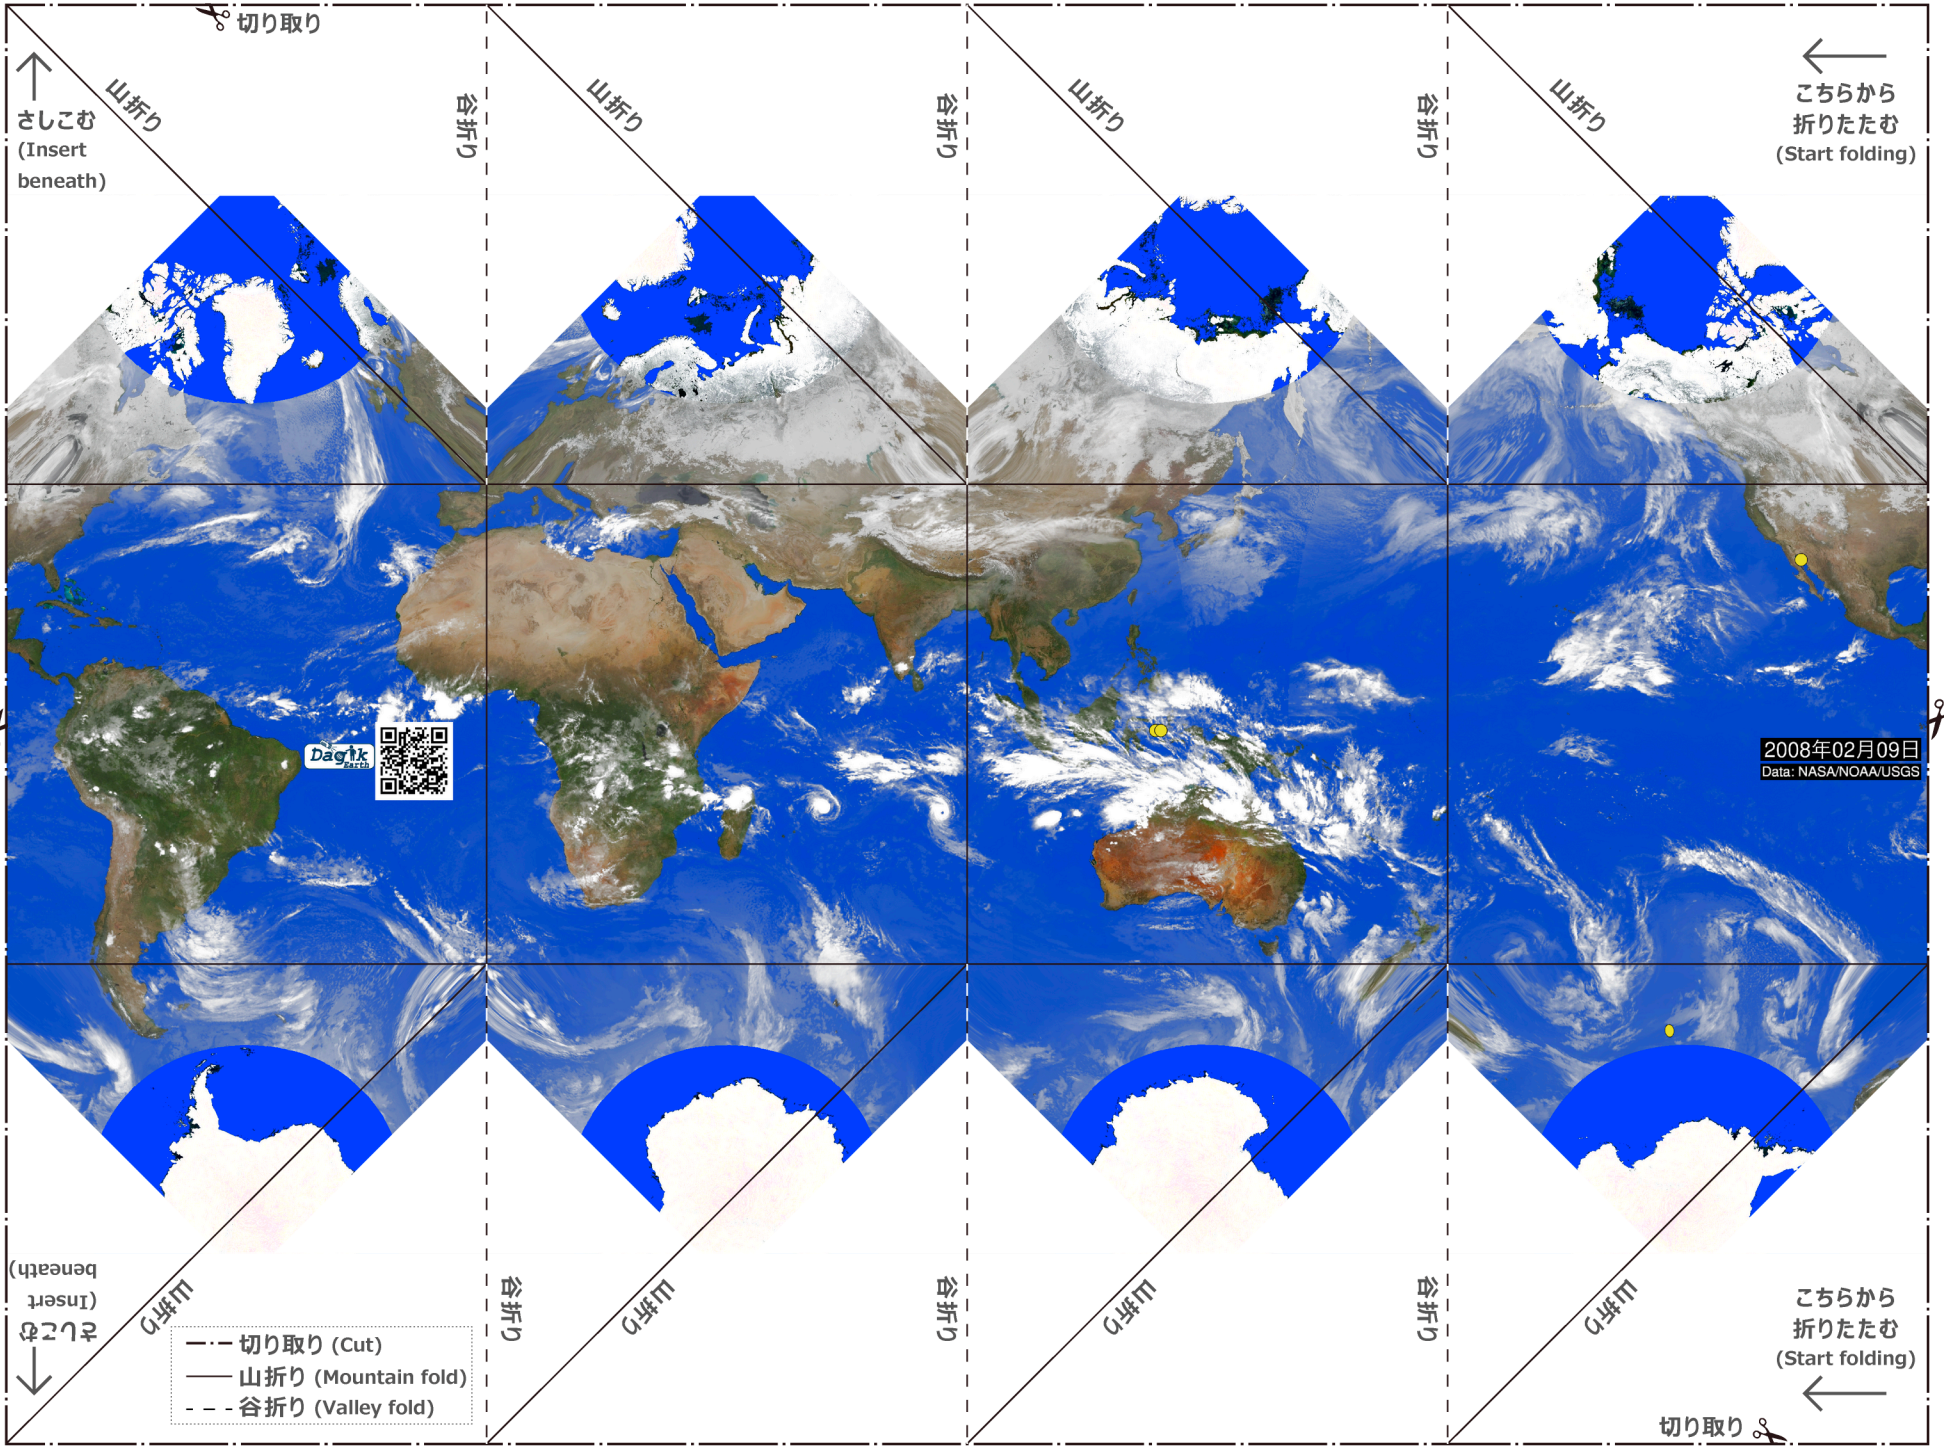 切り取り
さしこむ
(Insert
beneath)
山折り
谷折り
山折り
谷折り
山折り
谷折り
山折り
こちらから
折りたたむ
(Start folding)
Dagik
Earth
2008年02月09日
Data: NASA/NOAA/USGS
さしこむ
(Insert
beneath)
山折り
谷折り
山折り
谷折り
山折り
谷折り
山折り
こちらから
折りたたむ
(Start folding)
切り取り (Cut)
山折り (Mountain fold)
谷折り (Valley fold)
切り取り